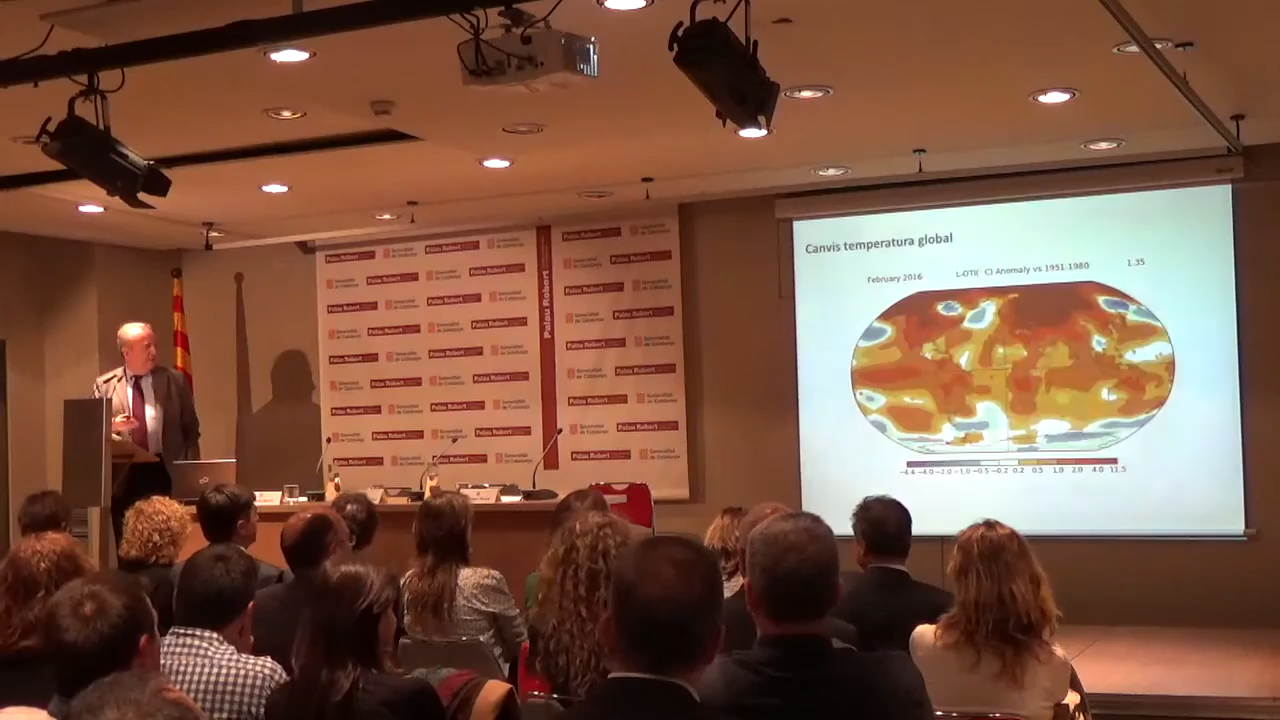 Canvis temperatura global
February 2016 L-OTI(°C) Anomaly vs 1951-1980 1.35
-4.4 -4.0 -2.0 -1.0 -0.5 -0.2 0.2 0.5 1.0 2.0 4.0 11.5
Palau Robert
Generalitat de Catalunya